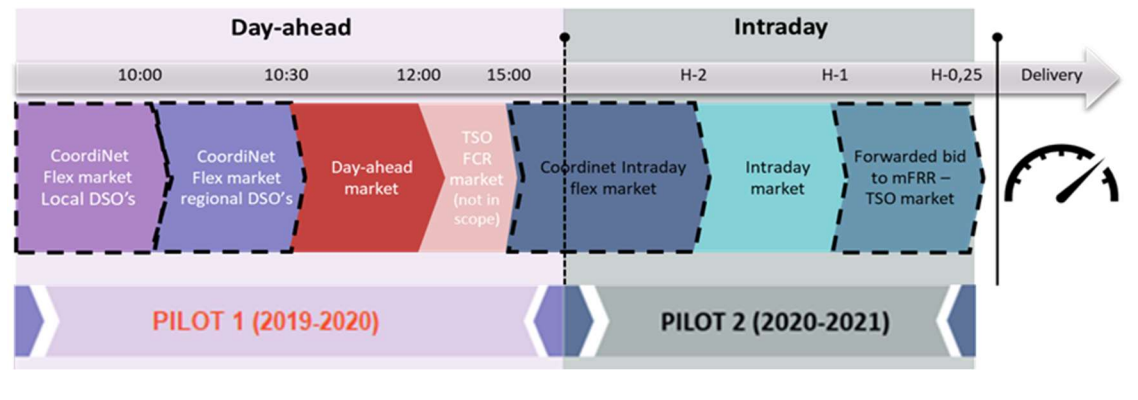 Day-ahead
Intraday
10:00
10:30
12:00
15:00
H-2
H-1
H-0,25
Delivery
CoordiNet
Flex market
Local DSO's
CoordiNet
Flex market
regional DSO's
Day-ahead
market
TSO
FCR
market
(not in
scope)
Coordinet Intraday
flex market
Intraday
market
Forwarded bid
to mFRR –
TSO market
PILOT 1 (2019-2020)
PILOT 2 (2020-2021)